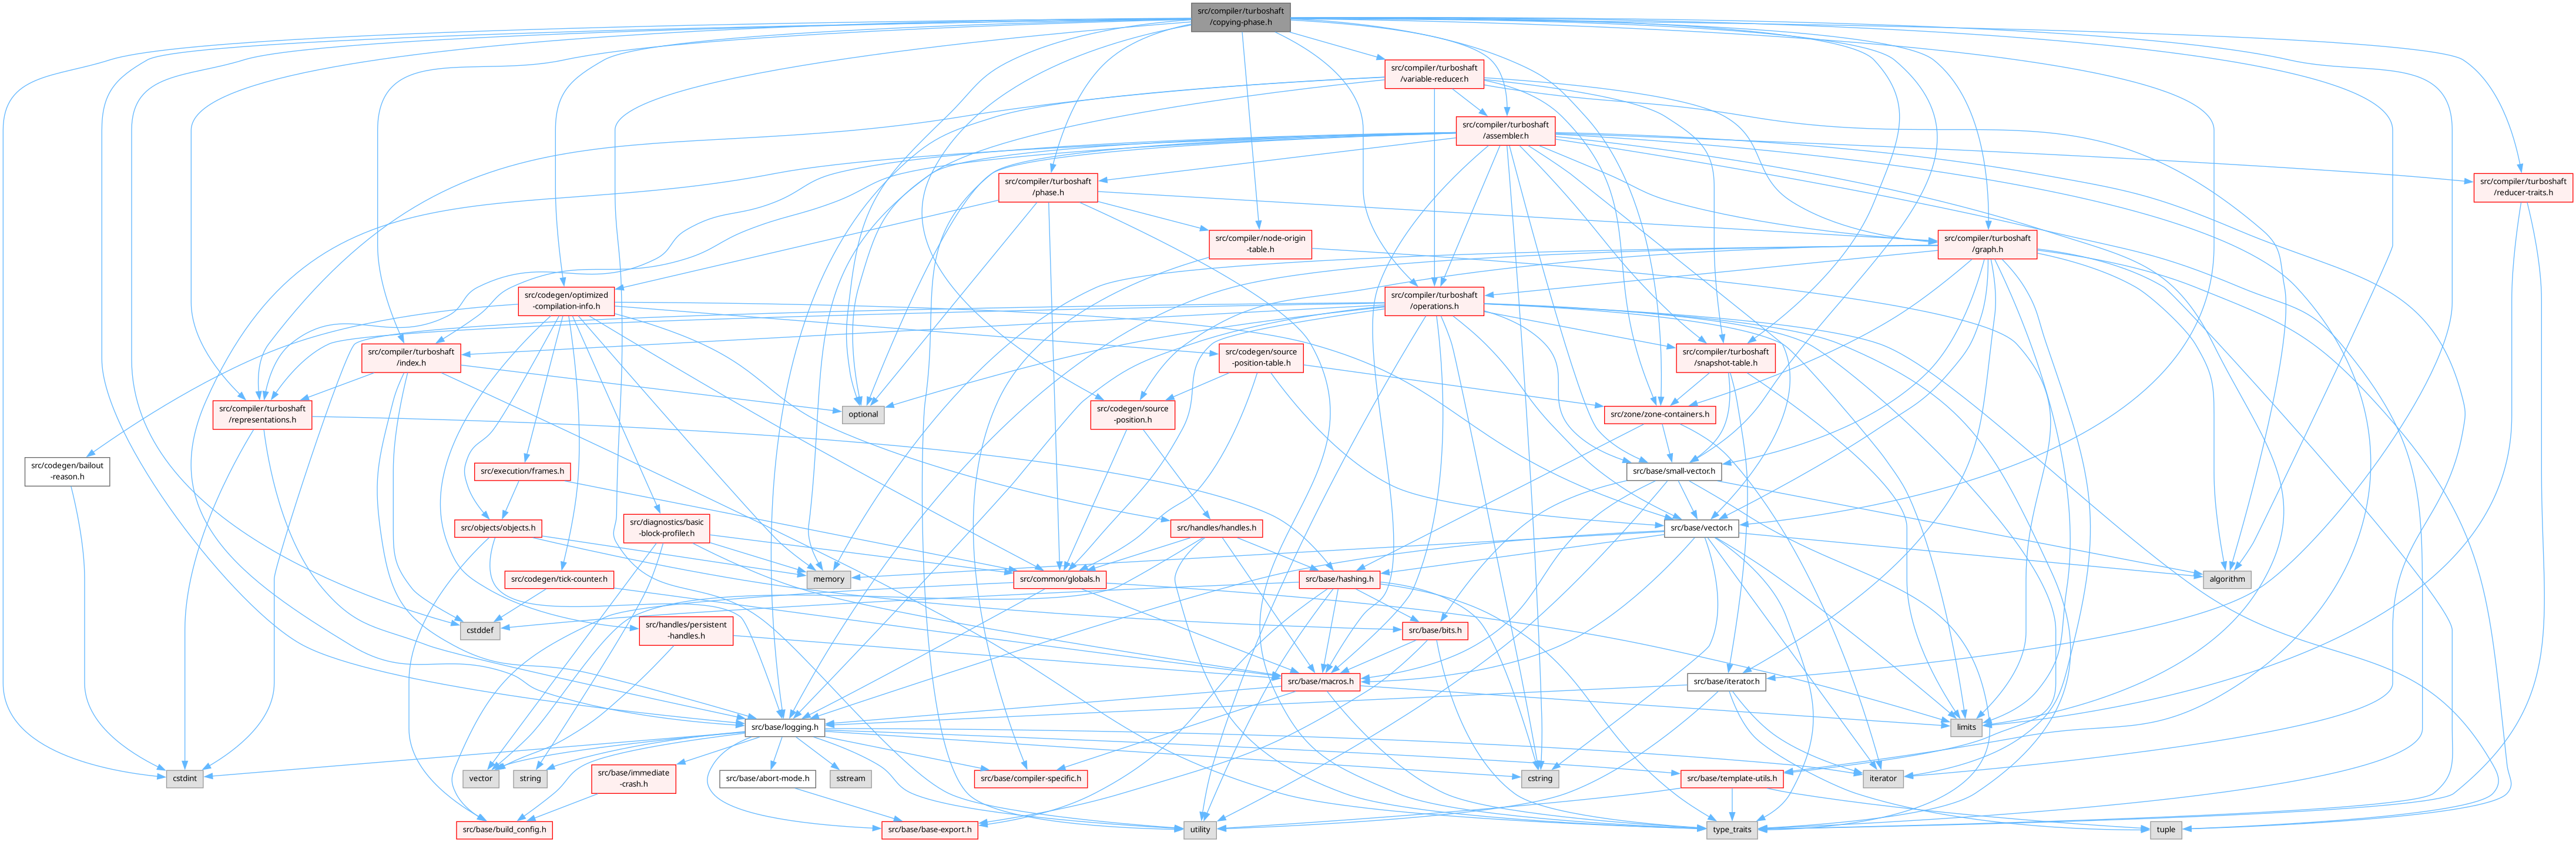 src/compiler/turboshaft
/copying-phase.h
src/compiler/turboshaft
/variable-reducer.h
src/compiler/turboshaft
/assembler.h
src/compiler/turboshaft
/phase.h
src/compiler/turboshaft
/reducer-traits.h
src/compiler/node-origin
-table.h
src/compiler/turboshaft
/graph.h
src/codegen/optimized
-compilation-info.h
src/compiler/turboshaft
/operations.h
src/compiler/turboshaft
/index.h
src/codegen/source
-position-table.h
src/compiler/turboshaft
/snapshot-table.h
src/compiler/turboshaft
/representations.h
optional
src/codegen/source
-position.h
src/zone/zone-containers.h
src/codegen/bailout
-reason.h
src/execution/frames.h
src/base/small-vector.h
src/objects/objects.h
src/diagnostics/basic
-block-profiler.h
src/handles/handles.h
src/base/vector.h
src/codegen/tick-counter.h
memory
src/common/globals.h
src/base/hashing.h
algorithm
cstddef
src/handles/persistent
-handles.h
src/base/bits.h
src/base/macros.h
src/base/iterator.h
src/base/logging.h
limits
cstdint
vector
string
src/base/immediate
-crash.h
src/base/abort-mode.h
sstream
src/base/compiler-specific.h
cstring
src/base/template-utils.h
iterator
src/base/build_config.h
src/base/base-export.h
utility
type_traits
tuple